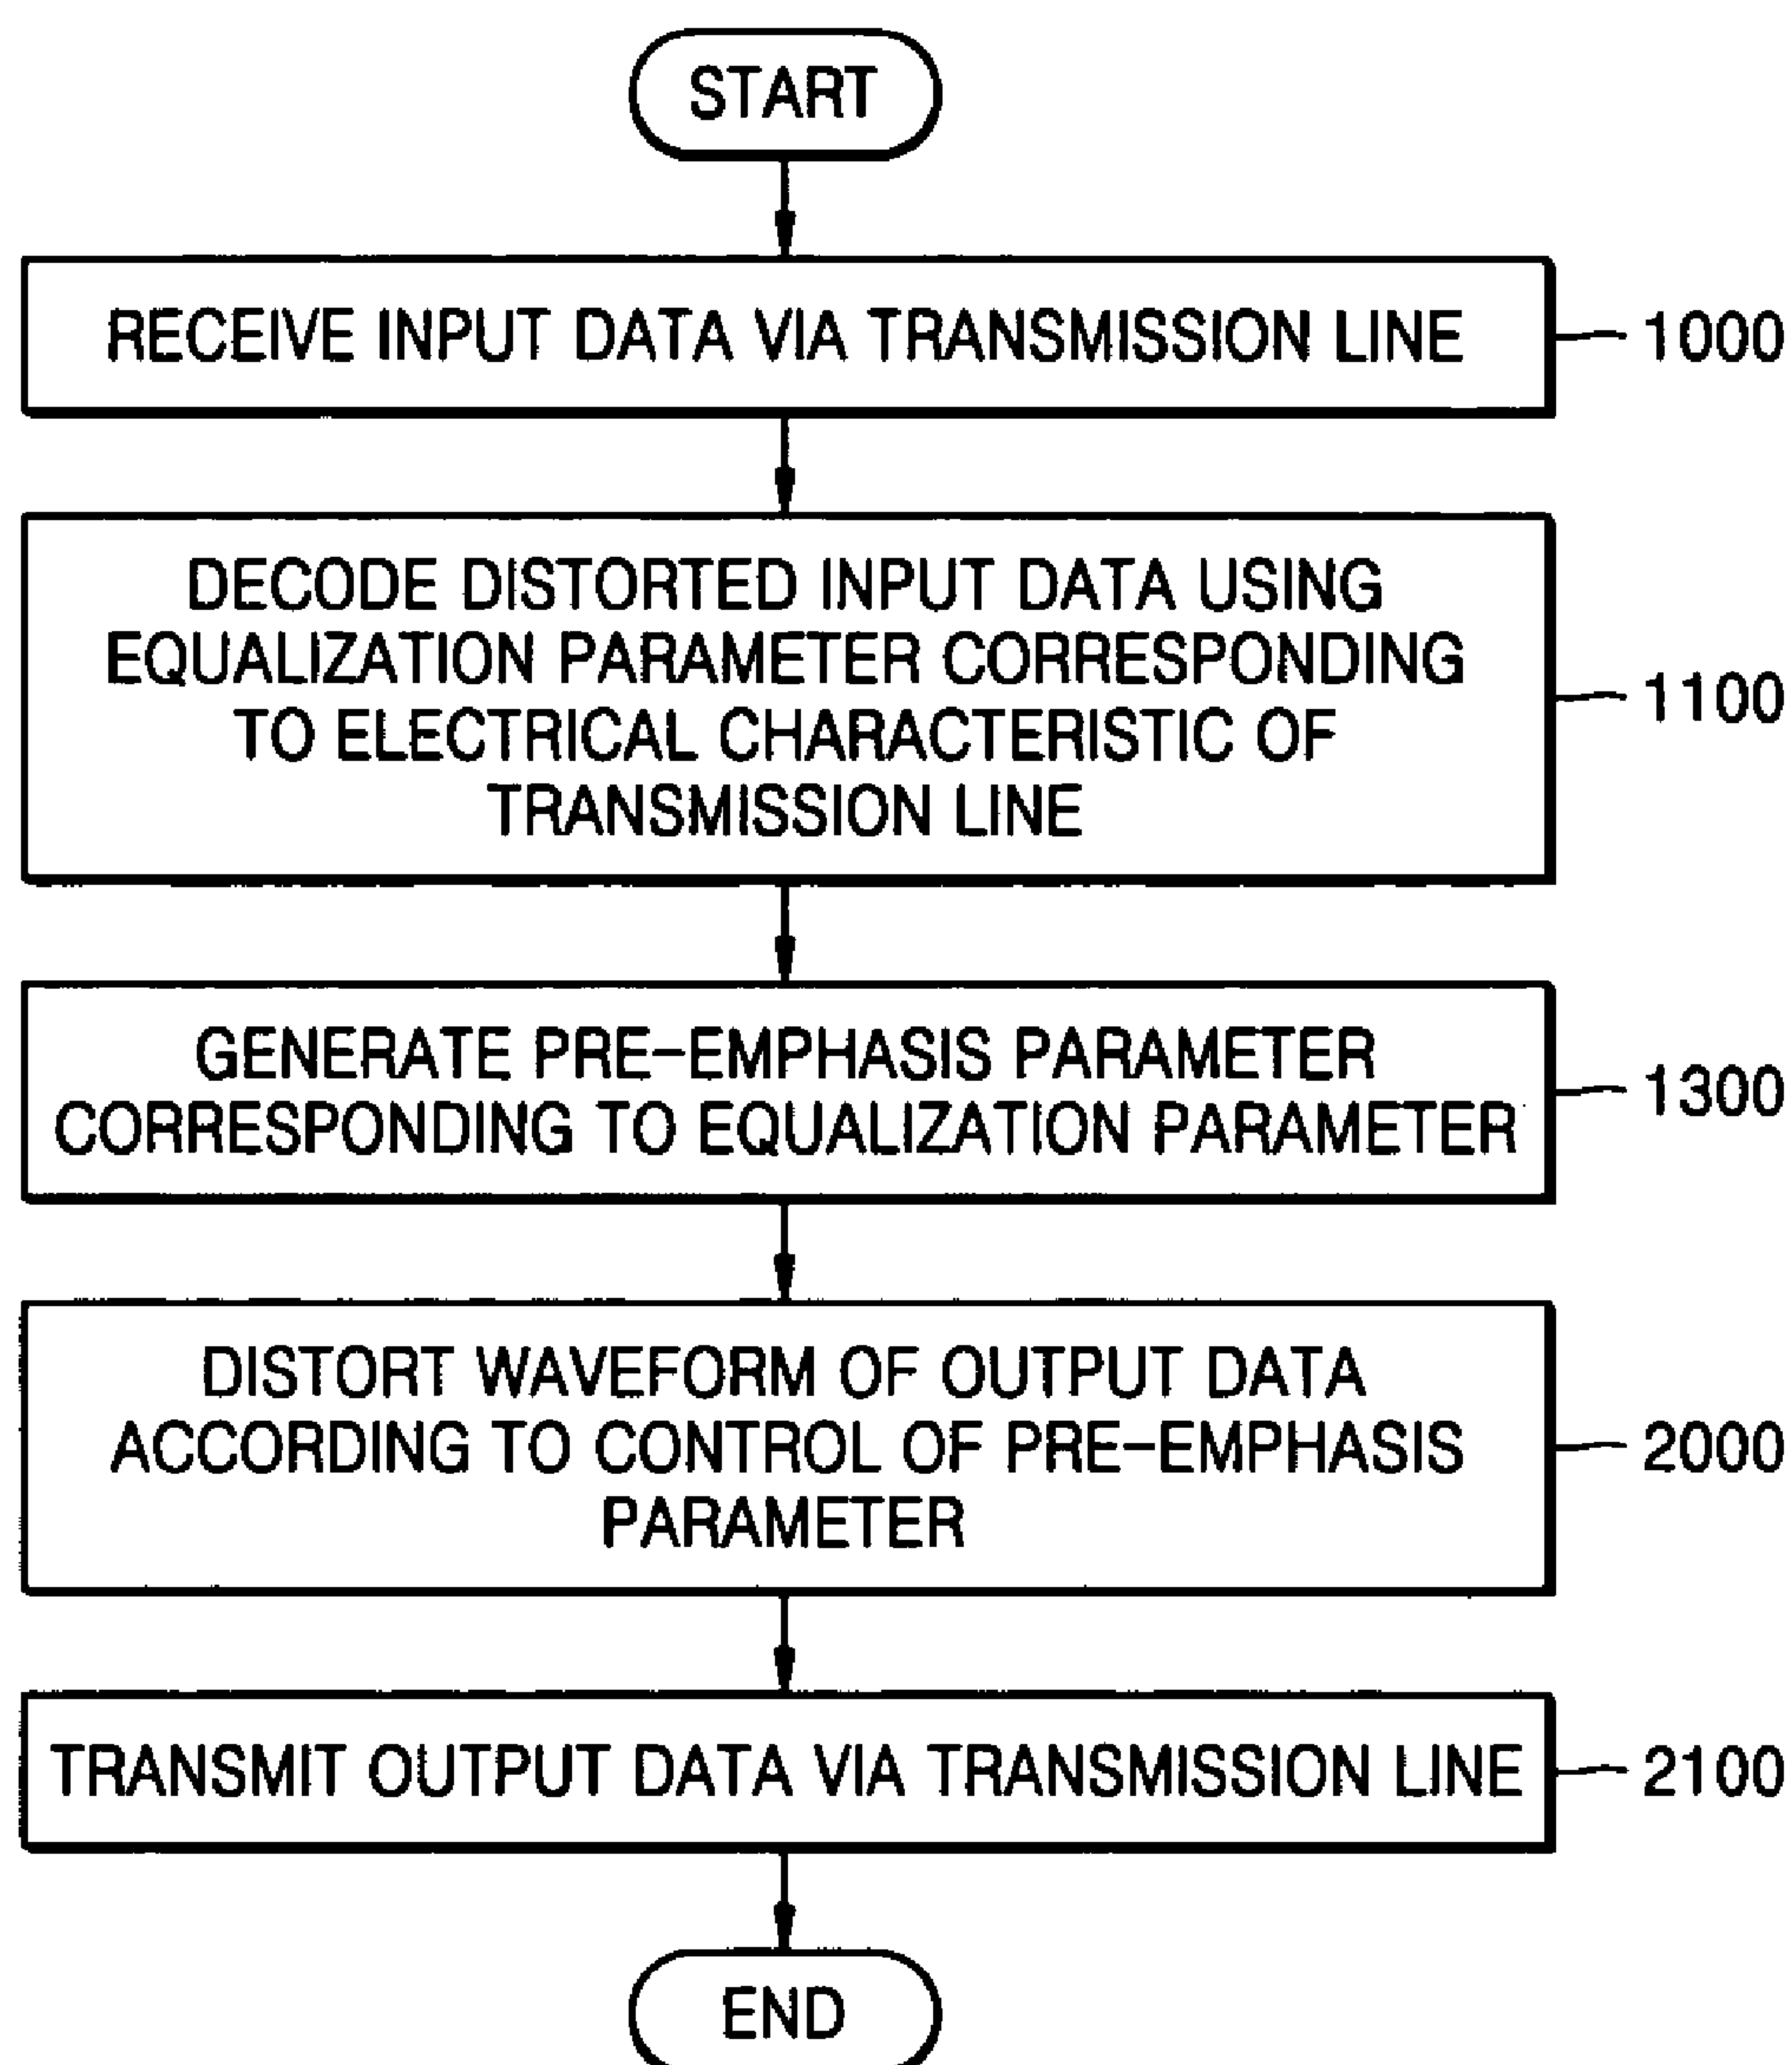 START
RECEIVE INPUT DATA VIA TRANSMISSION LINE
1000
DECODE DISTORTED INPUT DATA USING
EQUALIZATION PARAMETER CORRESPONDING
TO ELECTRICAL CHARACTERISTIC OF
TRANSMISSION LINE
1100
GENERATE PRE-EMPHASIS PARAMETER
CORRESPONDING TO EQUALIZATION PARAMETER
1300
DISTORT WAVEFORM OF OUTPUT DATA
ACCORDING TO CONTROL OF PRE-EMPHASIS
PARAMETER
2000
TRANSMIT OUTPUT DATA VIA TRANSMISSION LINE
2100
END